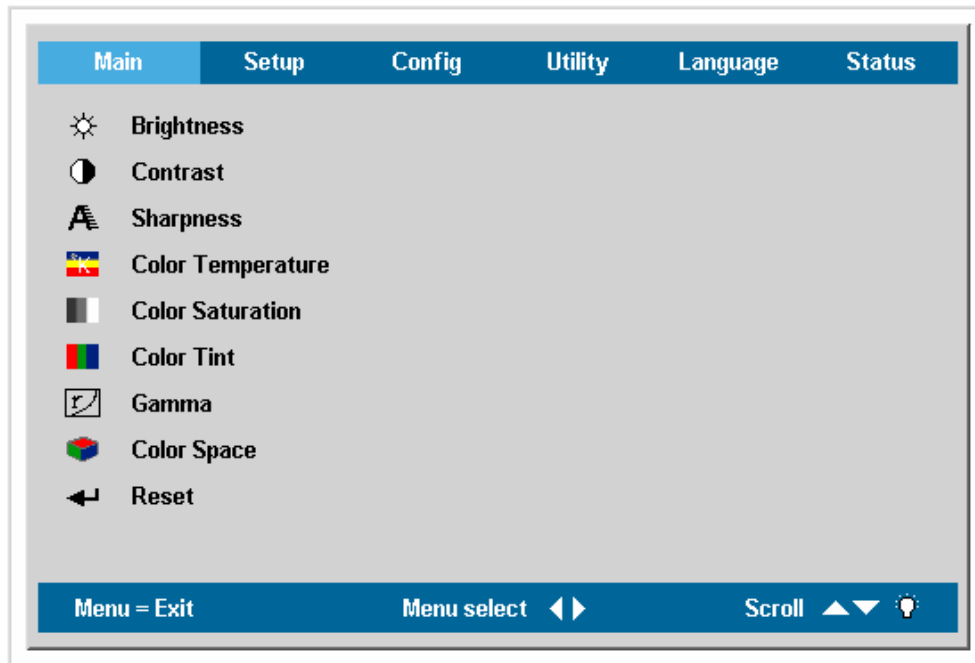 Main Setup Config Utility Language Status
Brightness
Contrast
Sharpness
Color Temperature
Color Saturation
Color Tint
Gamma
Color Space
Reset
Menu = Exit Menu select Scroll